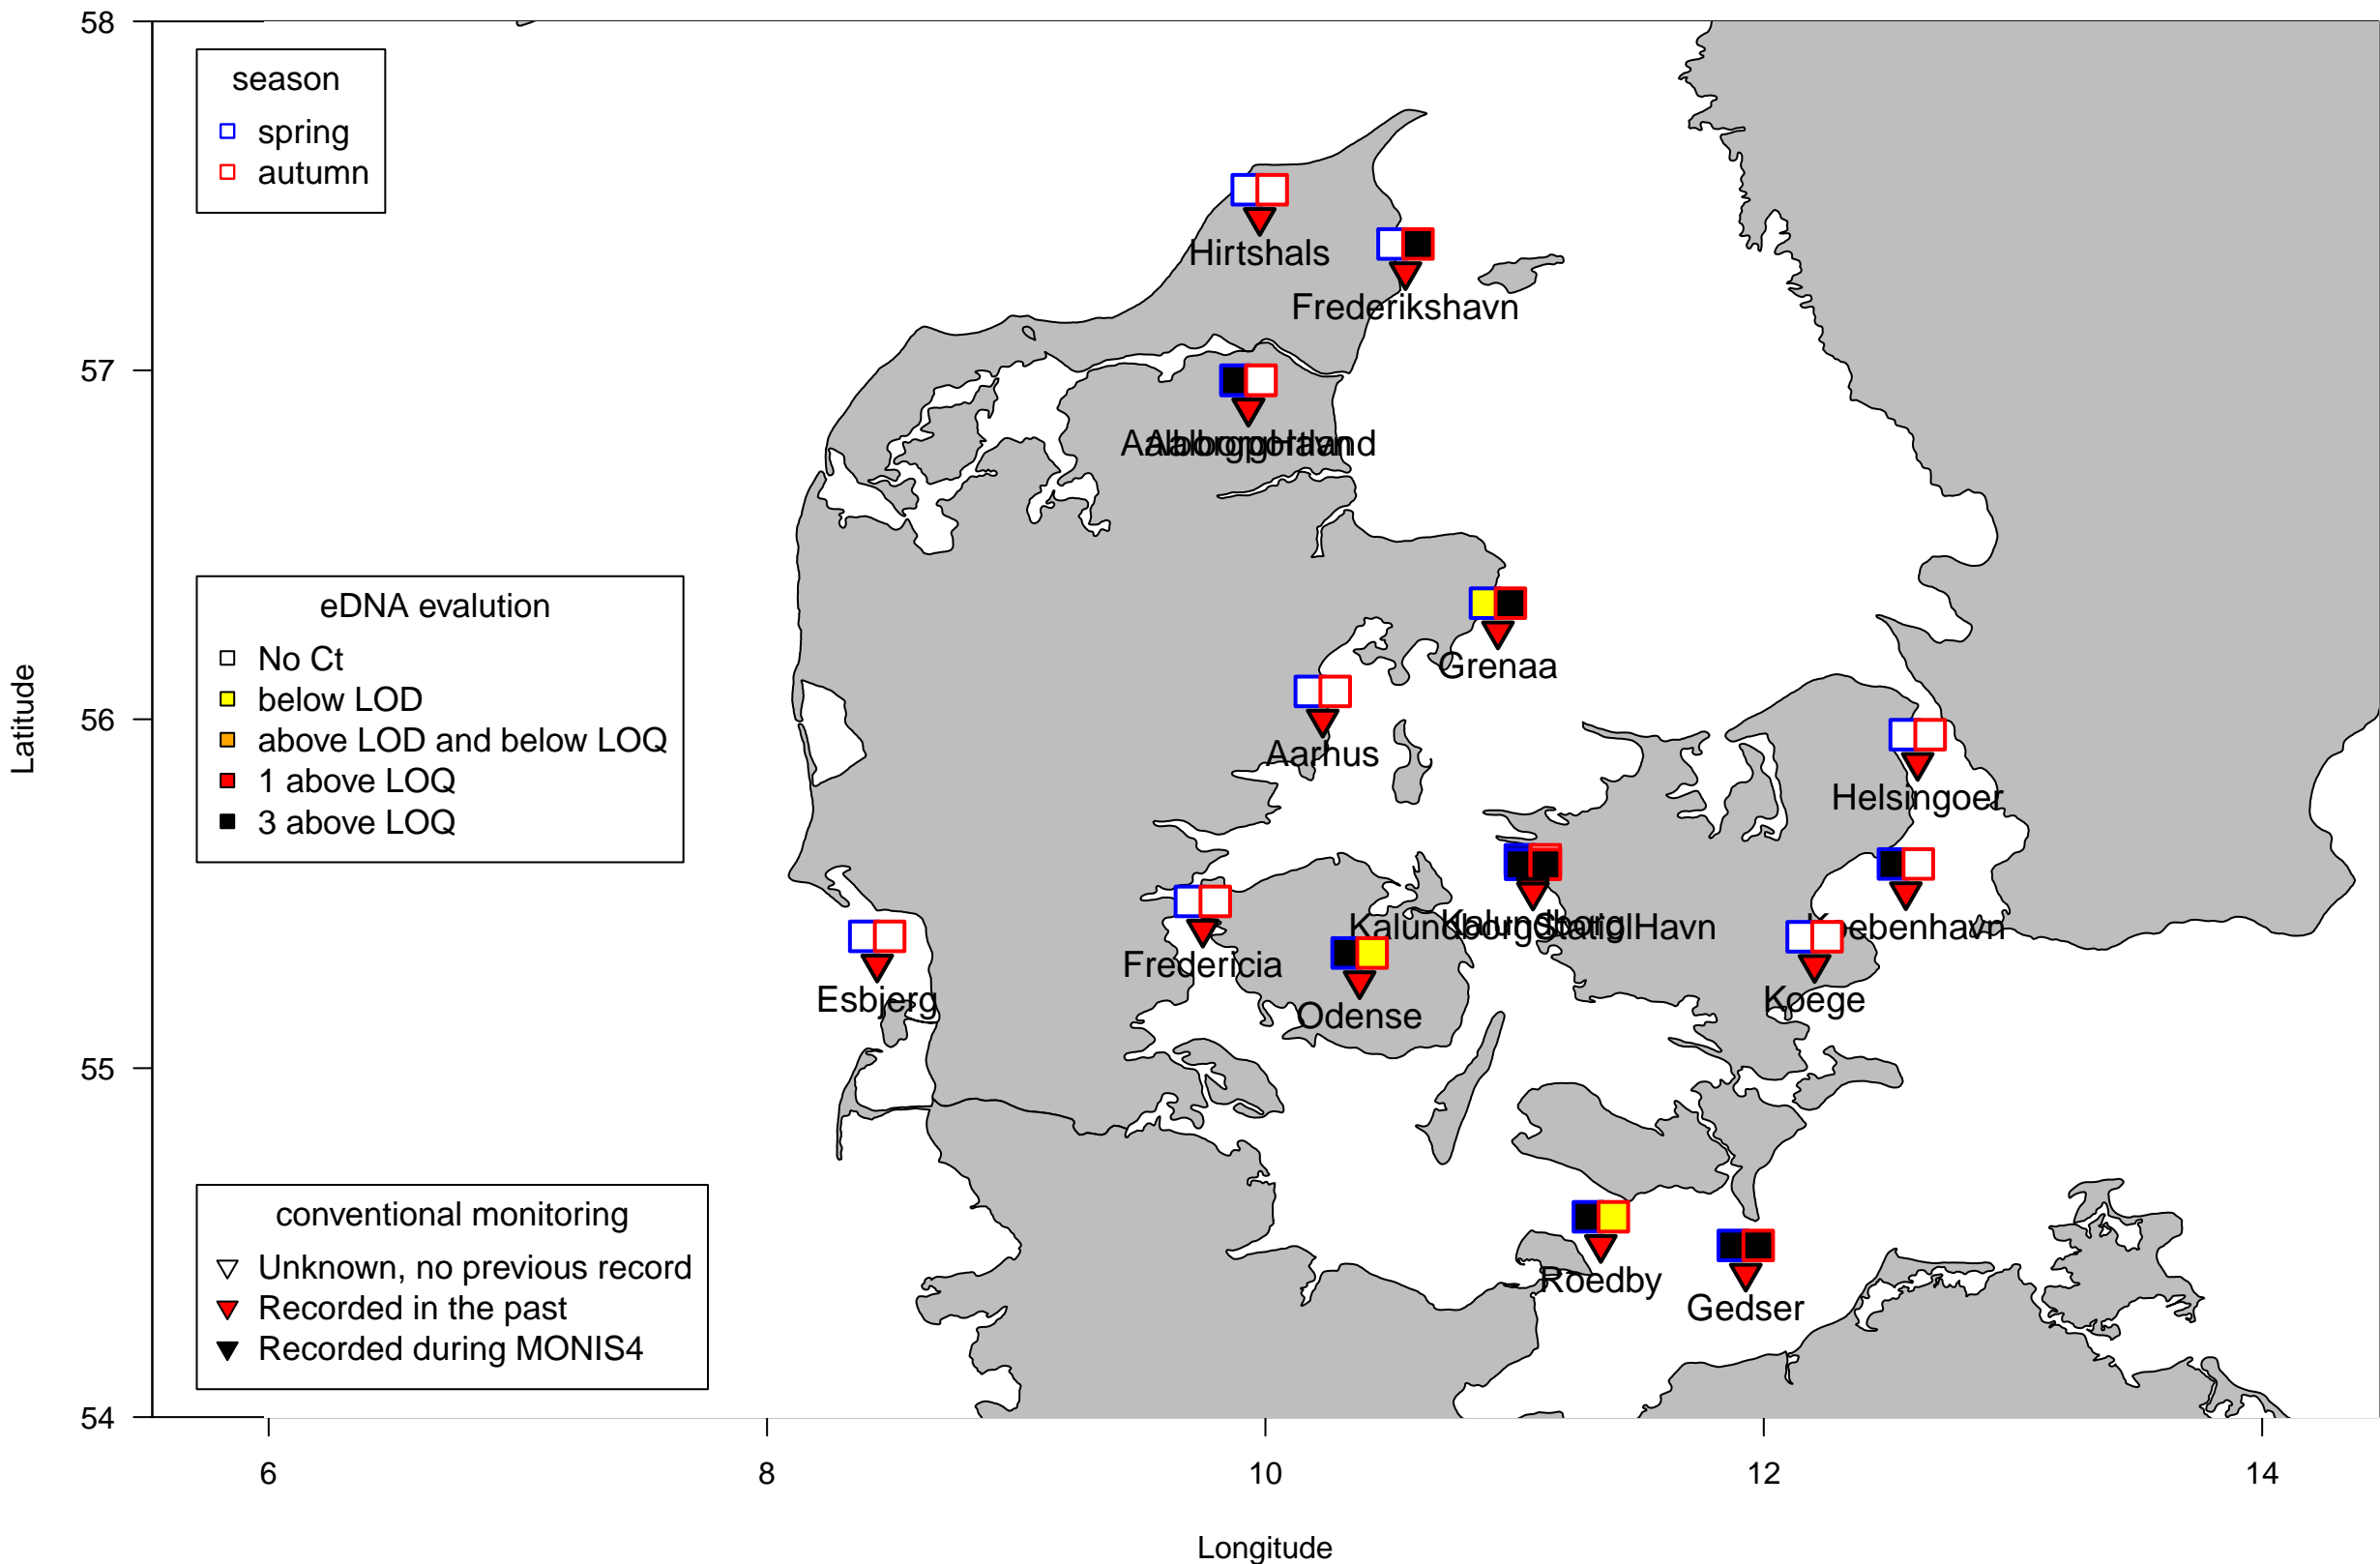 58
57
56
55
54
Latitude
season
spring
autumn
eDNA evalution
No Ct
below LOD
above LOD and below LOQ
1 above LOQ
3 above LOQ
conventional monitoring
Unknown, no previous record
Recorded in the past
Recorded during MONIS4
Hirtshals
Frederikshavn
Grenaa
Aarhus
Helsingoer
Koebenhavn
Fredericia
Esbjerg
Odense
Koege
Roedby
Gedser
6
8
10
12
14
Longitude